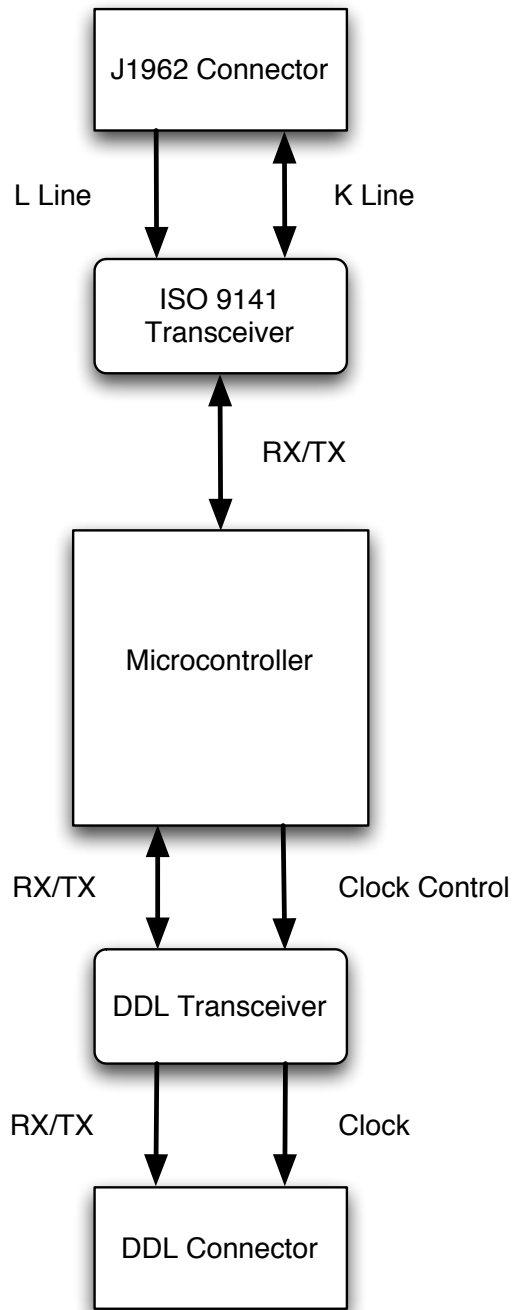 J1962 Connector
L Line
K Line
ISO 9141
Transceiver
RX/TX
Microcontroller
RX/TX
Clock Control
DDL Transceiver
RX/TX
Clock
DDL Connector